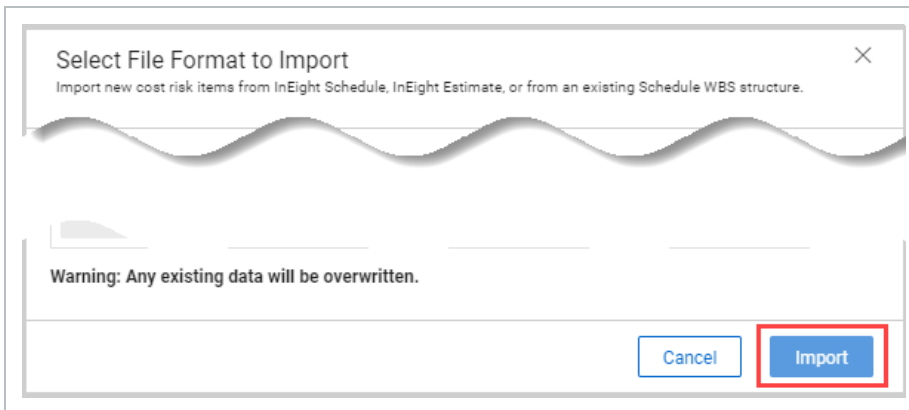 Select File Format to Import
Import new cost risk items from InEight Schedule, InEight Estimate, or from an existing Schedule WBS structure.
Warning: Any existing data will be overwritten.
Cancel
Import